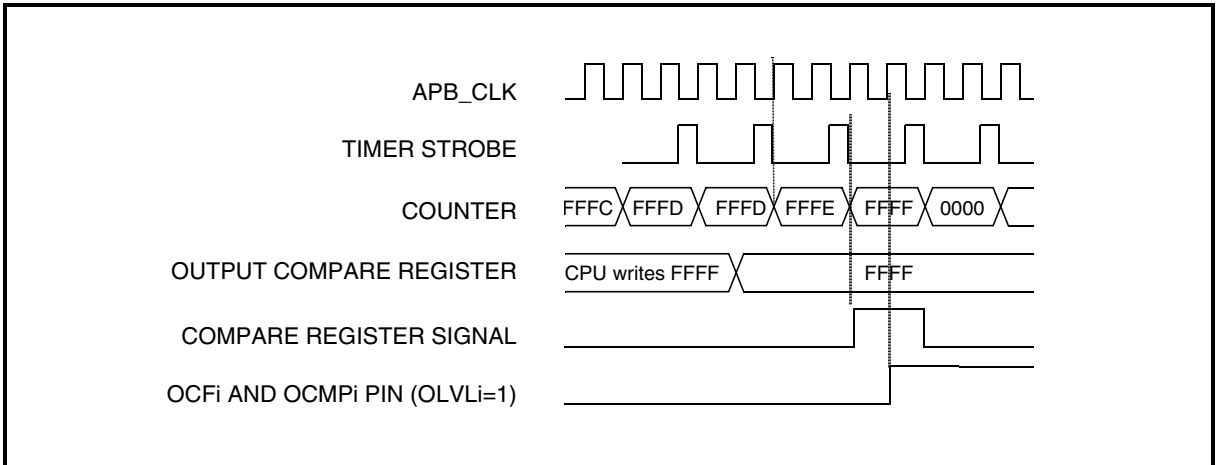 APB_CLK
TIMER STROBE
COUNTER FFFC FFFD FFFD FFFE FFFF 0000
OUTPUT COMPARE REGISTER CPU writes FFFF FFFF
COMPARE REGISTER SIGNAL
OCFi AND OCMPi PIN (OLVLi=1)